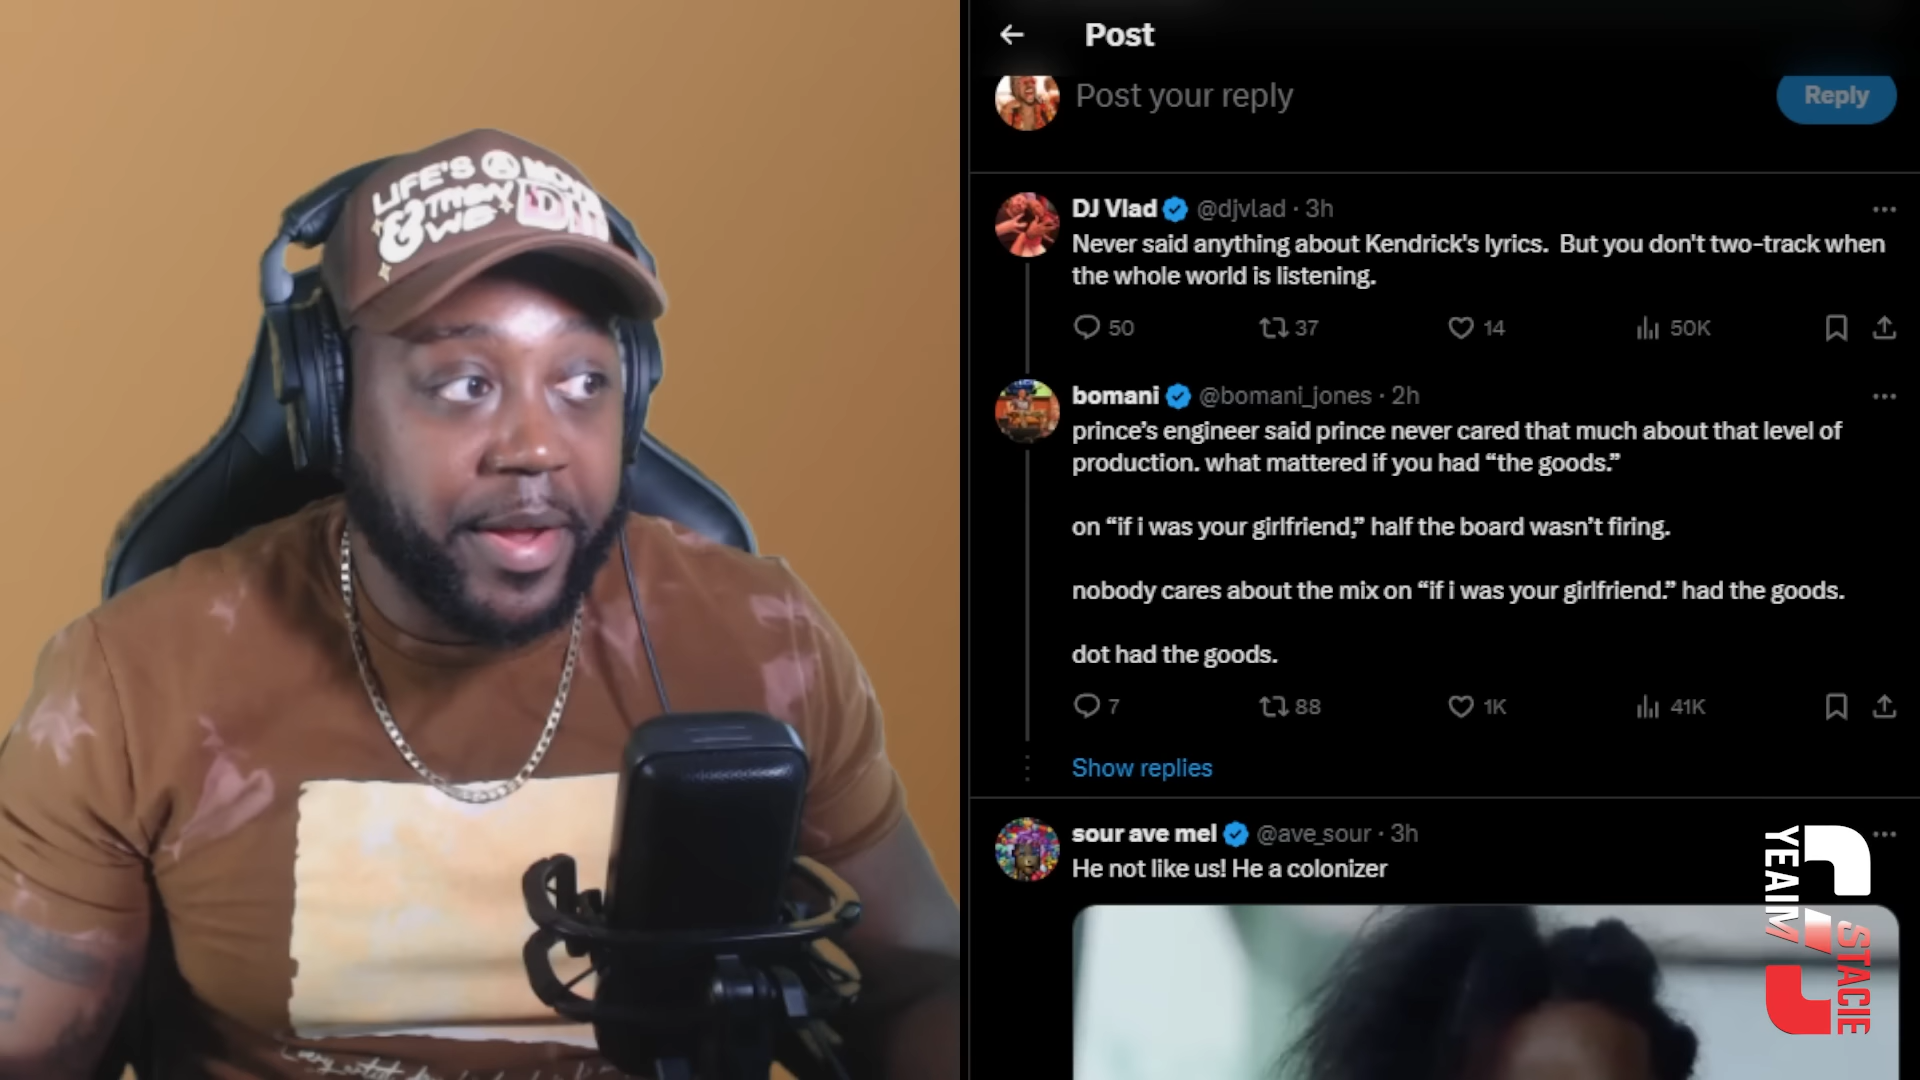 LIFE'S
& THEN
WE
Post
Post your reply
Reply
DJ Vlad @djvlad · 3h
Never said anything about Kendrick's lyrics. But you don't two-track when
the whole world is listening.
50 37 14 50K
bomani @bomani_jones · 2h
prince’s engineer said prince never cared that much about that level of
production. what mattered if you had “the goods.”
on “if i was your girlfriend,” half the board wasn’t firing.
nobody cares about the mix on “if i was your girlfriend.” had the goods.
dot had the goods.
7 88 1K 41K
Show replies
sour ave mel @ave_sour · 3h
He not like us! He a colonizer
YEAIM
STACIE